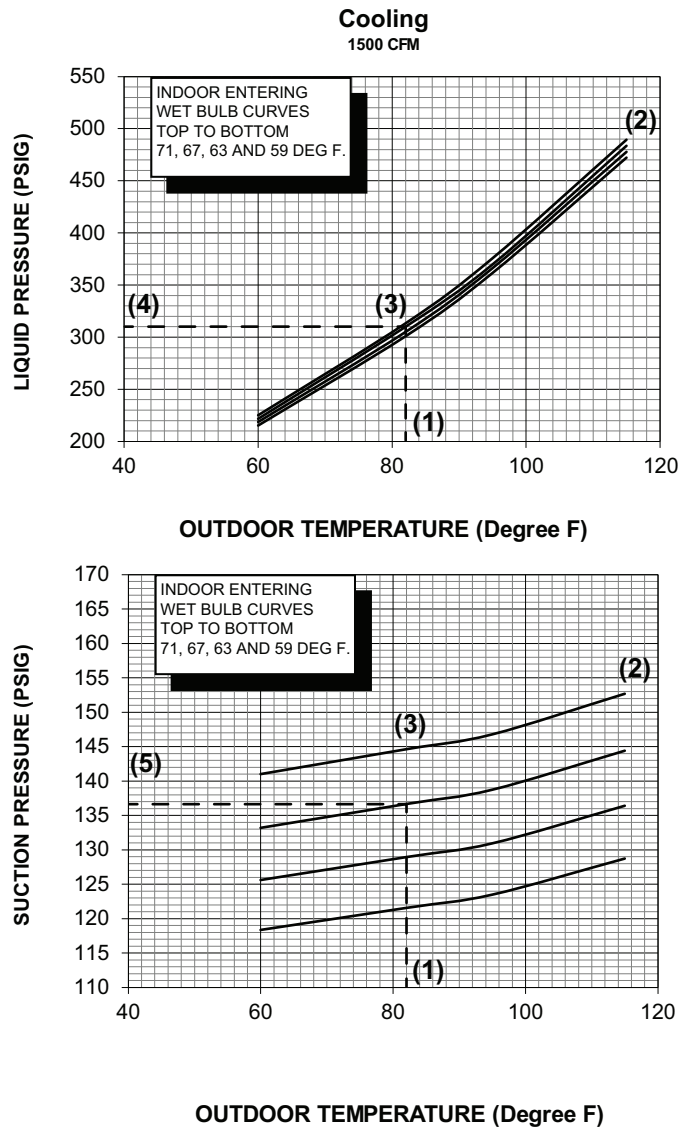 Cooling
1500 CFM
LIQUID PRESSURE (PSIG)
550
500
450
400
350
300
250
200
INDOOR ENTERING
WET BULB CURVES
TOP TO BOTTOM
71, 67, 63 AND 59 DEG F.
(2)
(4)
(3)
(1)
40 60 80 100 120
OUTDOOR TEMPERATURE (Degree F)
SUCTION PRESSURE (PSIG)
170
165
160
155
150
145
140
135
130
125
120
115
110
INDOOR ENTERING
WET BULB CURVES
TOP TO BOTTOM
71, 67, 63 AND 59 DEG F.
(2)
(3)
(5)
(1)
40 60 80 100 120
OUTDOOR TEMPERATURE (Degree F)